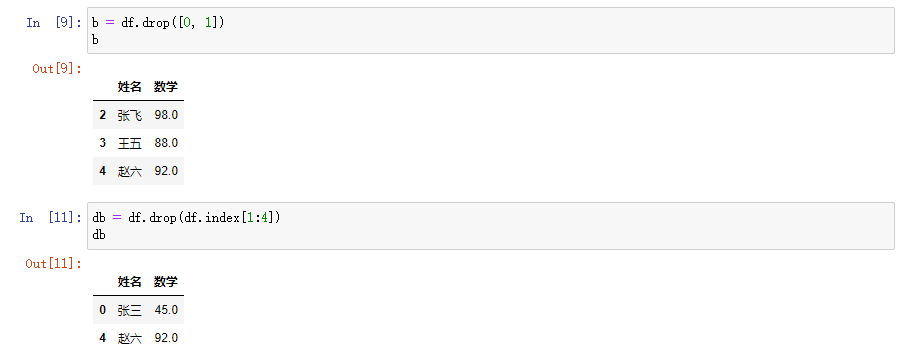 In [9]: b = df.drop([0, 1])
b
Out[9]:
姓名 数学
2 张飞 98.0
3 王五 88.0
4 赵六 92.0
In [11]: db = df.drop(df.index[1:4])
db
Out[11]:
姓名 数学
0 张三 45.0
4 赵六 92.0